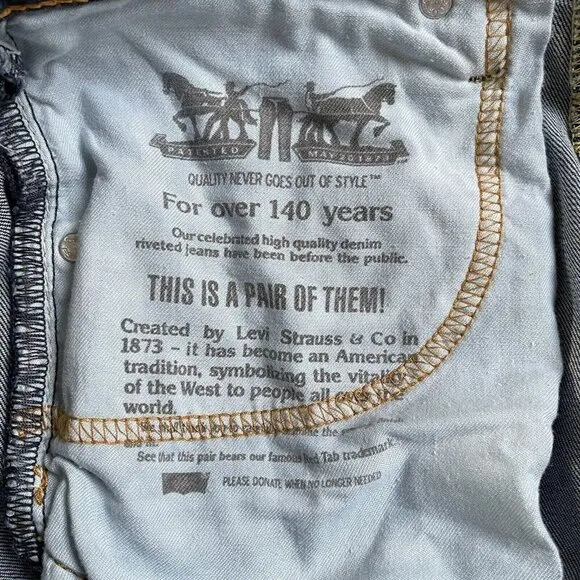 PATENTED MAY 20 1873
QUALITY NEVER GOES OUT OF STYLE™
For over 140 years
Our celebrated high quality denim
riveted jeans have been before the public.
THIS IS A PAIR OF THEM!
Created by Levi Strauss & Co in
1873 - it has become an American
tradition, symbolizing the vitality
of the West to people all over the
world.
See that this pair bears our famous Red Tab trademark
PLEASE DONATE WHEN NO LONGER NEEDED